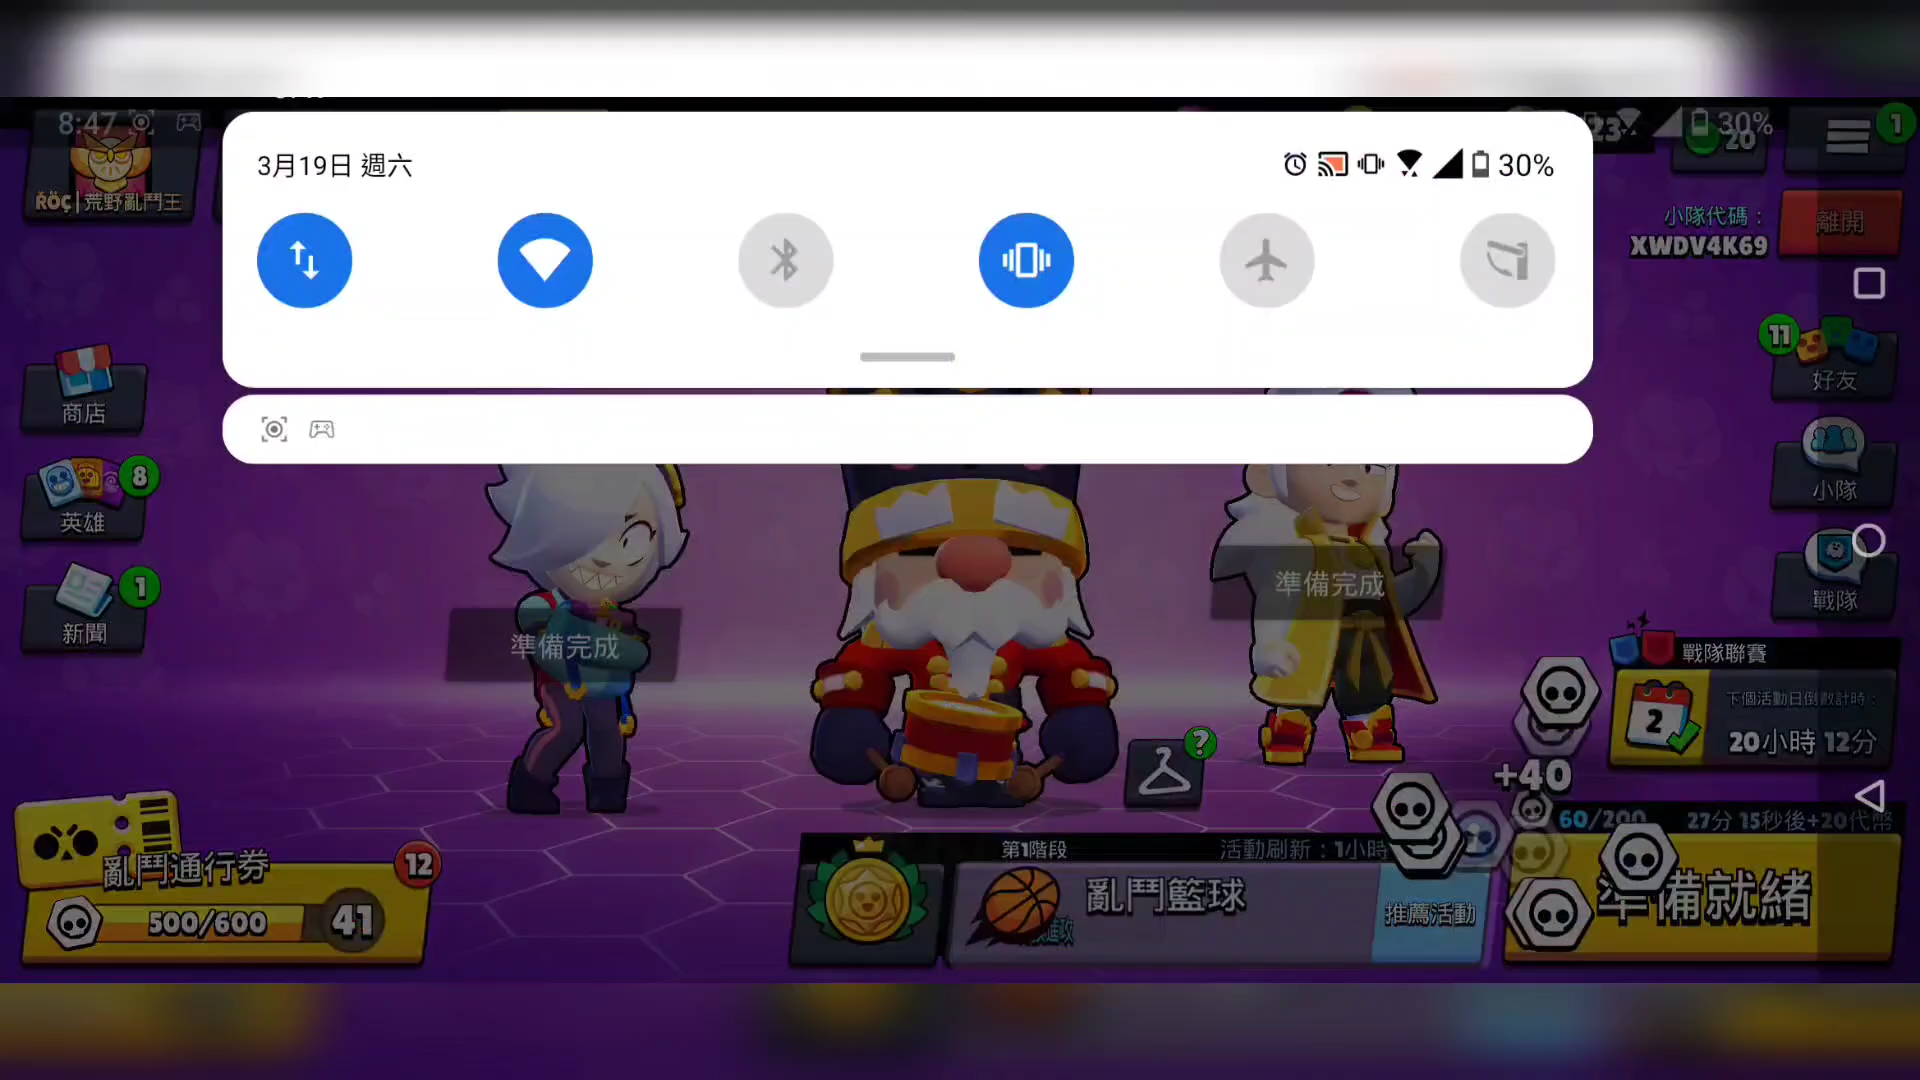 8:47
30%
1
3月19日 週六
30%
23
20
ŘÖÇ|荒野亂鬥王
小隊代碼：
XWDV4K69
離開
11
好友
商店
8
英雄
小隊
1
新聞
戰隊
準備完成
準備完成
戰隊聯賽
2
下個活動日倒數計時：
20小時 12分
+40
60/200
27分 15秒後+20代幣
準備就緒
?
第1階段
活動刷新：1小時
亂鬥籃球
推薦活動
亂鬥通行券
12
500/600
41